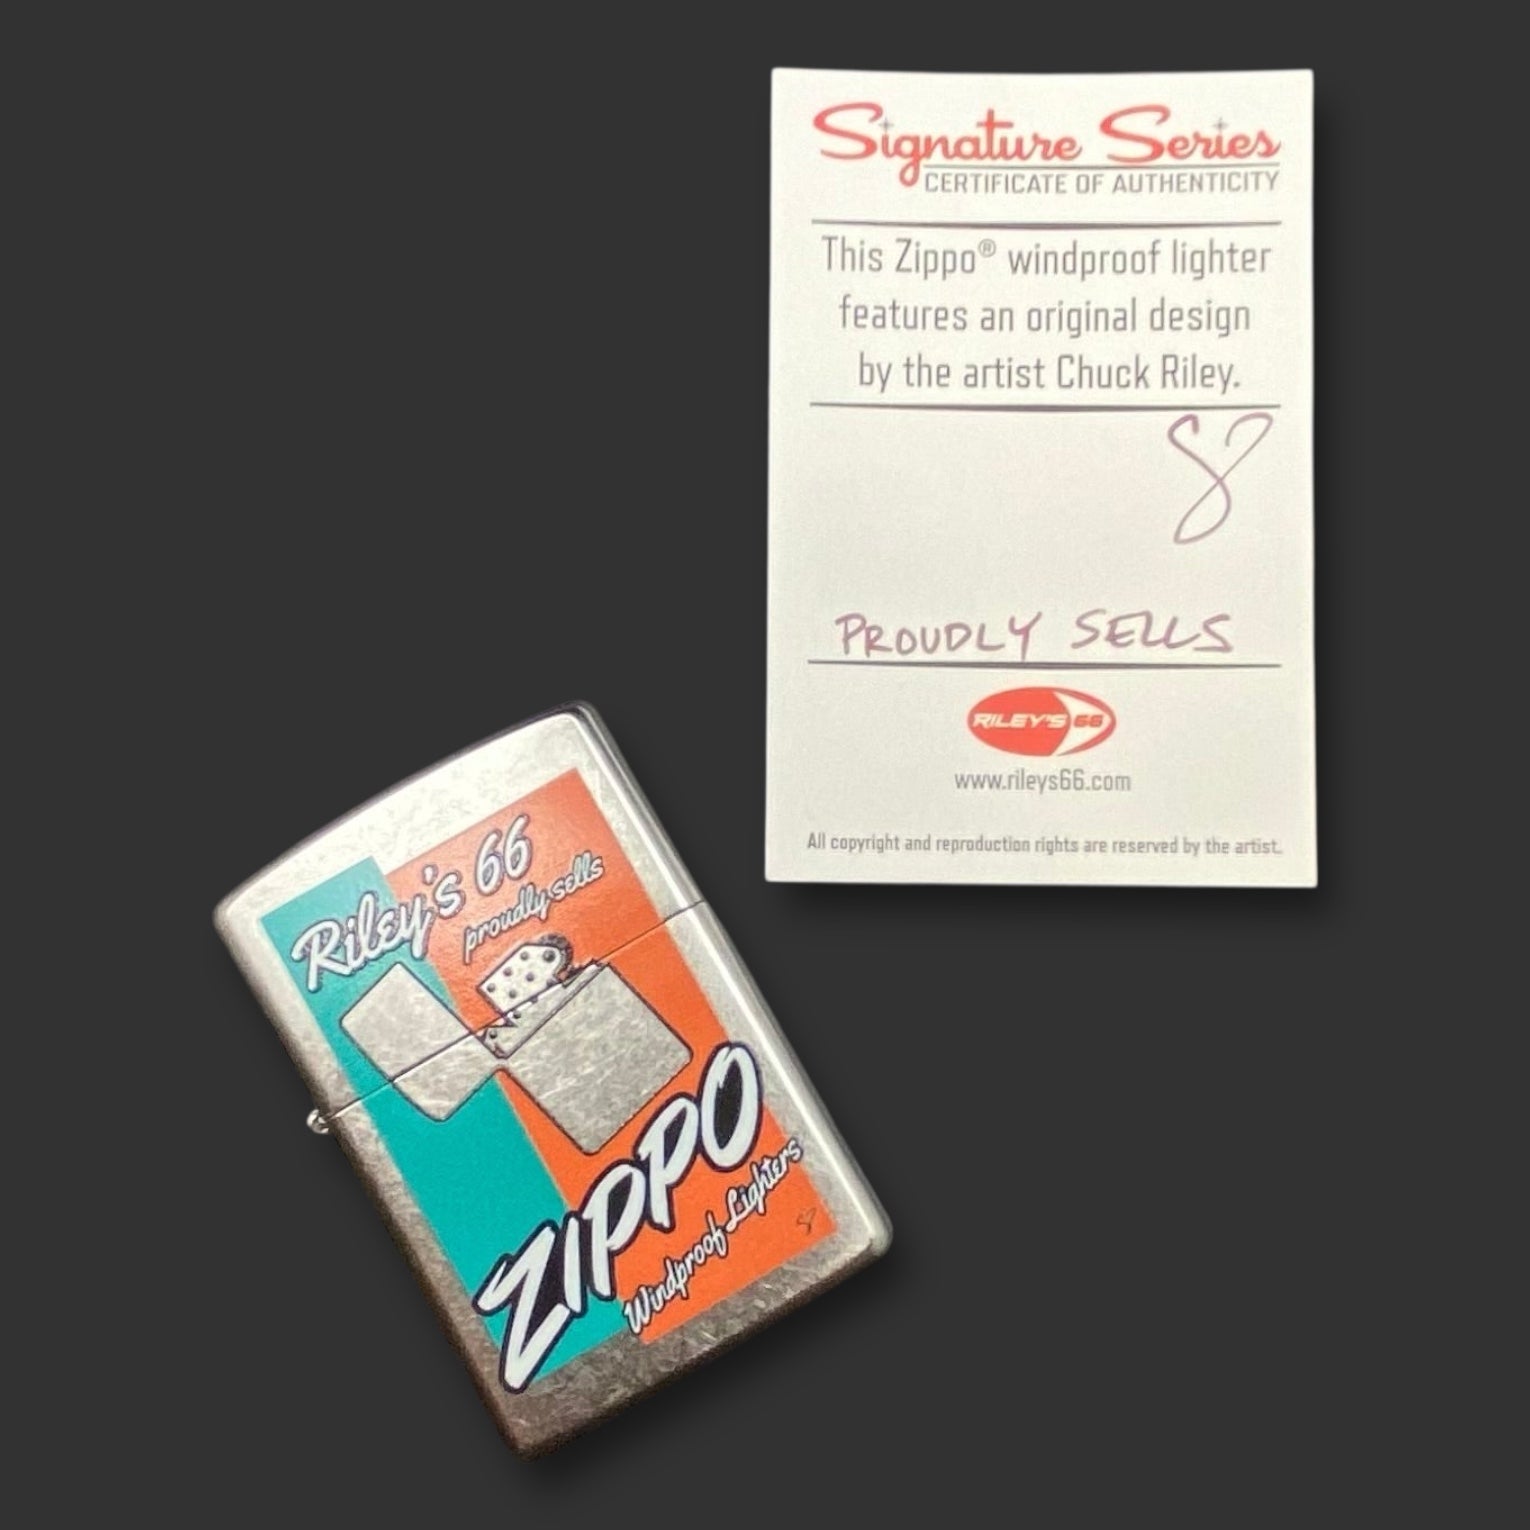 Signature Series
CERTIFICATE OF AUTHENTICITY
This Zippo® windproof lighter
features an original design
by the artist Chuck Riley.
PROUDLY SELLS
RILEY'S 66
www.rileys66.com
All copyright and reproduction rights are reserved by the artist.
Riley's 66
proudly sells
ZIPPO
Windproof Lighters